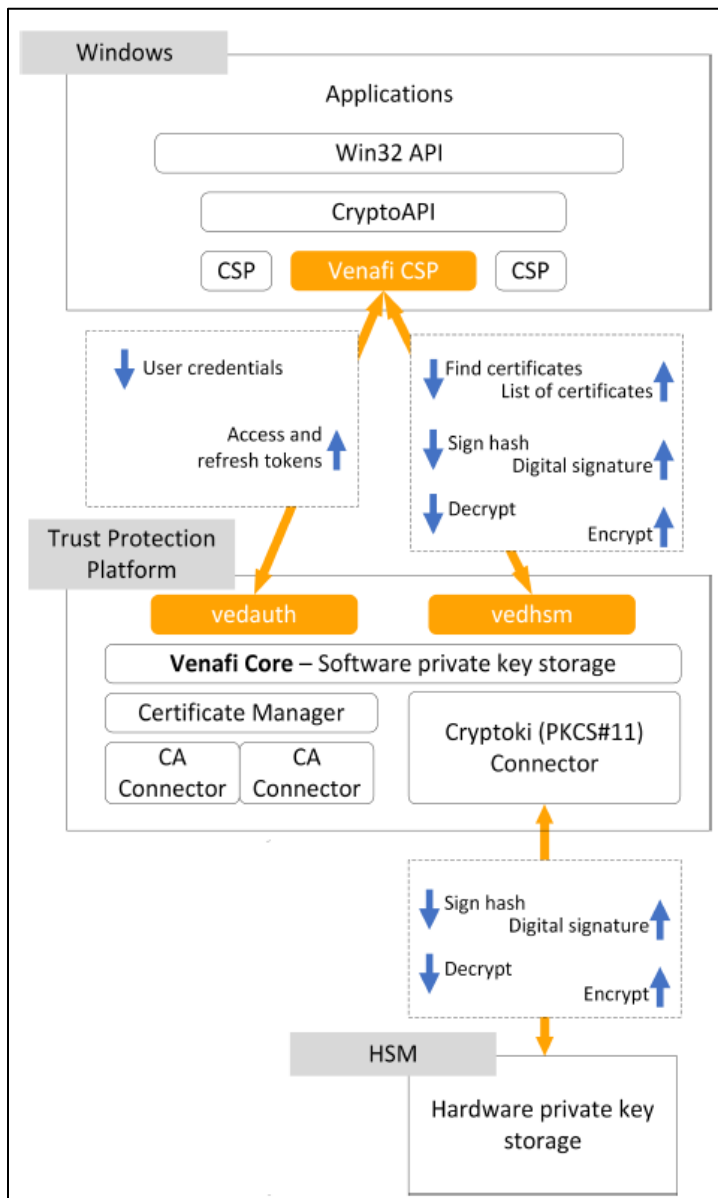 Windows
Applications
Win32 API
CryptoAPI
CSP
Venafi CSP
CSP
User credentials
Access and
refresh tokens
Find certificates
List of certificates
Sign hash
Digital signature
Decrypt
Encrypt
Trust Protection
Platform
vedauth
vedhsm
Venafi Core – Software private key storage
Certificate Manager
CA
Connector
CA
Connector
Cryptoki (PKCS#11)
Connector
Sign hash
Digital signature
Decrypt
Encrypt
HSM
Hardware private key
storage